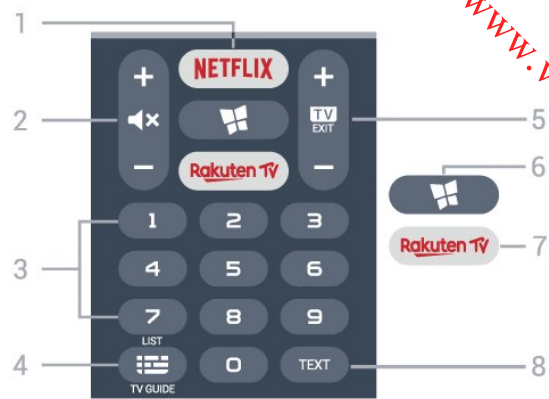 1
www.v
+ NETFLIX +
2
TV
EXIT
5
6
− Rakuten TV −
Rakuten TV 7
1 2 3
3
4 5 6
7 8 9
LIST
4
0 TEXT 8
TV GUIDE